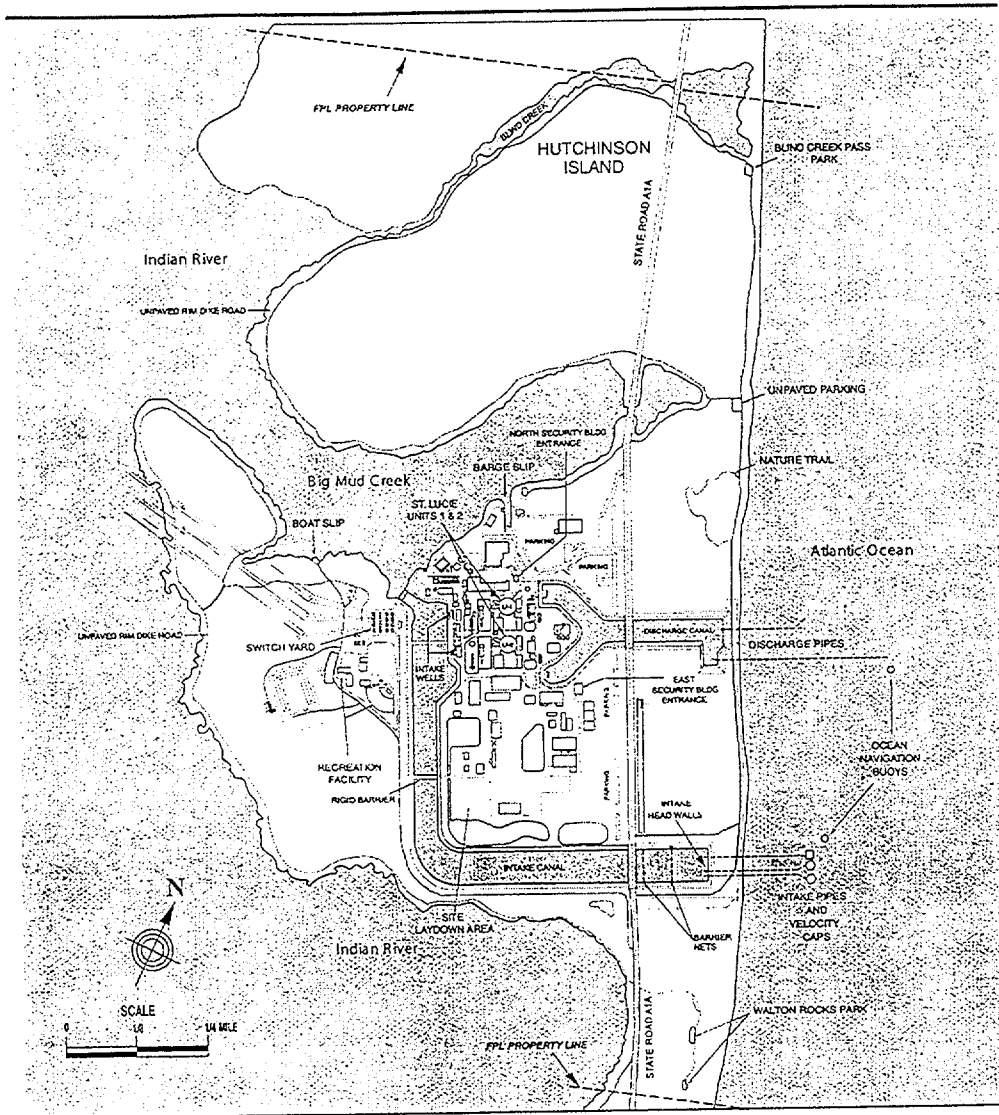 FPL PROPERTY LINE
BLIND CREEK
HUTCHINSON
ISLAND
BLIND CREEK PASS
PARK
STATE ROAD A1A
Indian River
UNPAVED RIM DIKE ROAD
UNPAVED PARKING
NORTH SECURITY BLDG
ENTRANCE
NATURE TRAIL
BARGE SLIP
Big Mud Creek
ST. LUCIE
UNITS 1 & 2
BOAT SLIP
PARKING
PARKING
Atlantic Ocean
UNPAVED RIM DIKE ROAD
SWITCH YARD
DISCHARGE CANAL
DISCHARGE PIPES
INTAKE
WELLS
EAST
SECURITY BLDG
ENTRANCE
PARKING
OCEAN
NAVIGATION
BUOYS
RECREATION
FACILITY
RIGID BARRIER
PARKING
INTAKE
HEAD WALLS
INTAKE CANAL
INTAKE PIPES
AND
VELOCITY
CAPS
N
SITE
LAYDOWN AREA
BARRIER
NETS
Indian River
SCALE
0
1/4 MILE
WALTON ROCKS PARK
STATE ROAD A1A
FPL PROPERTY LINE